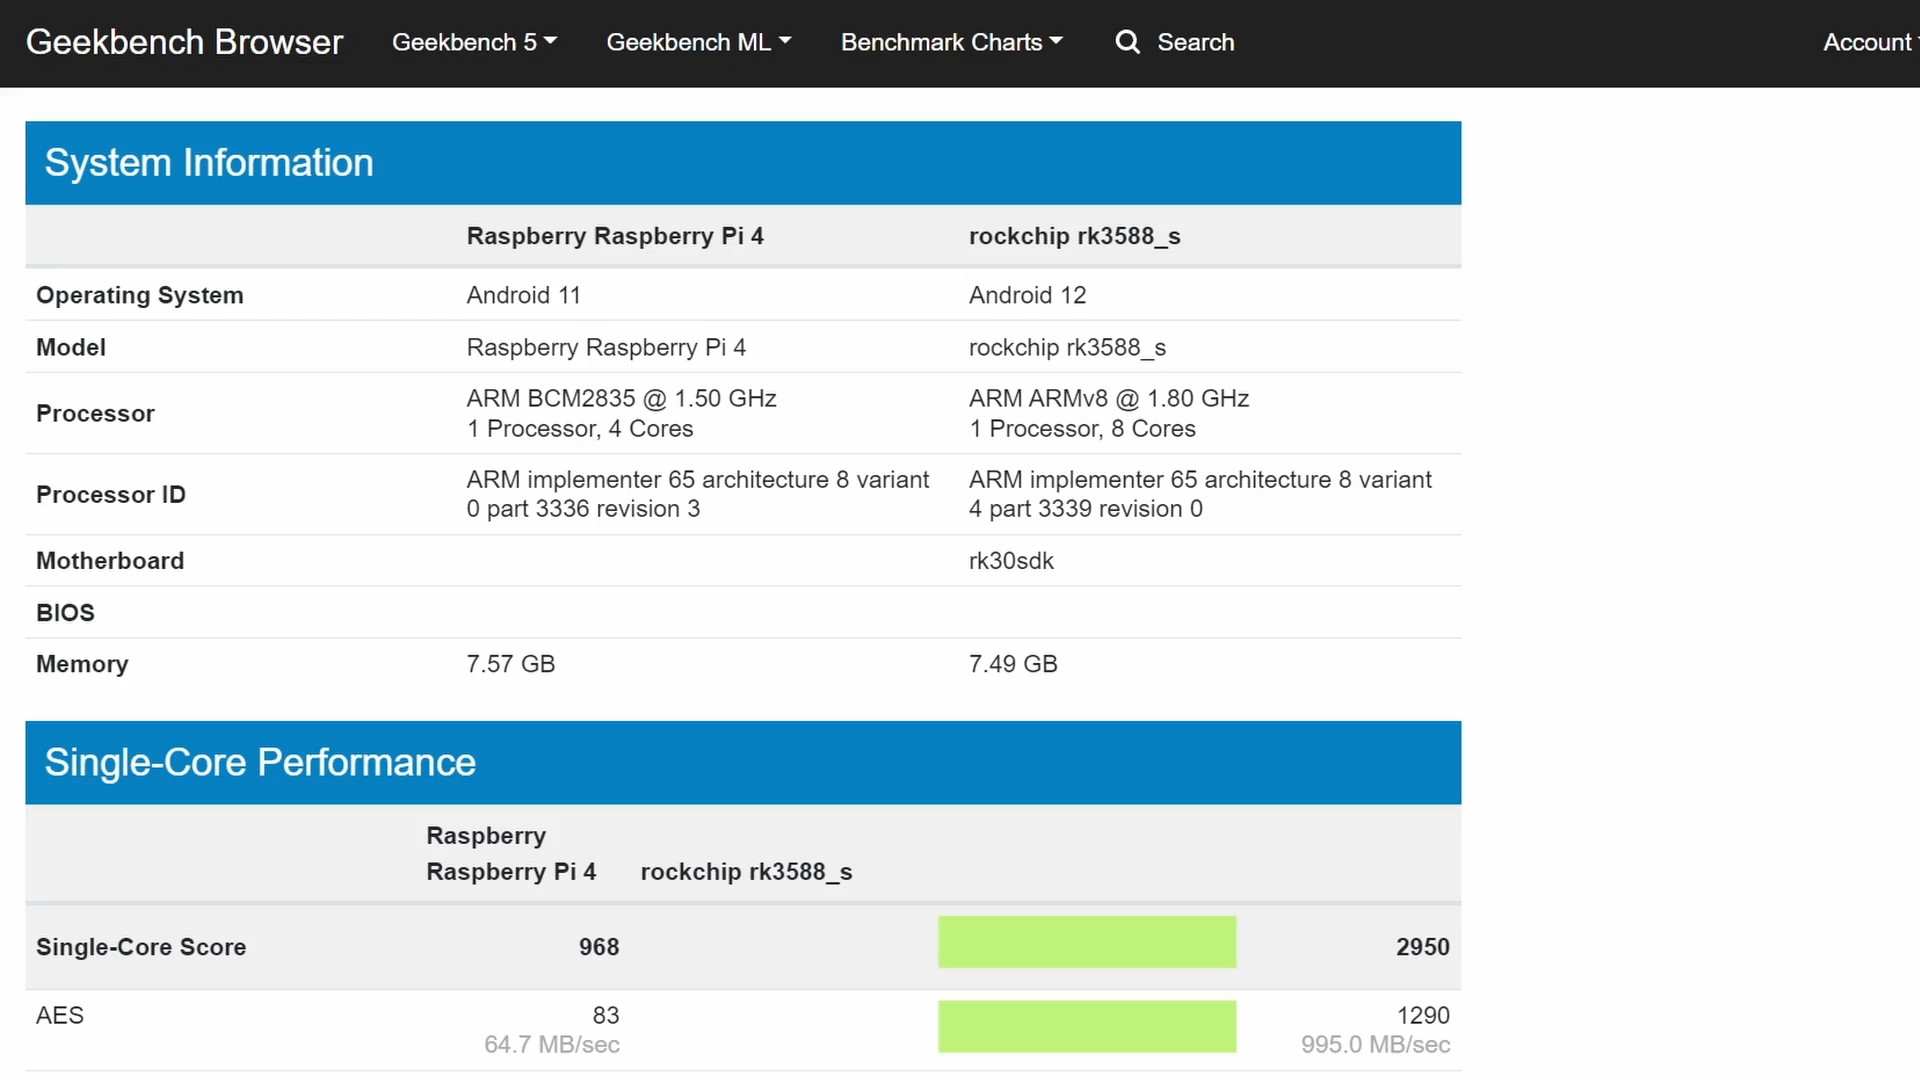 Geekbench Browser Geekbench 5 Geekbench ML Benchmark Charts Search Account
System Information
Raspberry Raspberry Pi 4 rockchip rk3588_s
Operating System Android 11 Android 12
Model Raspberry Raspberry Pi 4 rockchip rk3588_s
Processor ARM BCM2835 @ 1.50 GHz ARM ARMv8 @ 1.80 GHz
1 Processor, 4 Cores 1 Processor, 8 Cores
Processor ID ARM implementer 65 architecture 8 variant ARM implementer 65 architecture 8 variant
0 part 3336 revision 3 4 part 3339 revision 0
Motherboard rk30sdk
BIOS
Memory 7.57 GB 7.49 GB
Single-Core Performance
Raspberry
Raspberry Pi 4 rockchip rk3588_s
Single-Core Score 968 2950
AES 83 1290
64.7 MB/sec 995.0 MB/sec